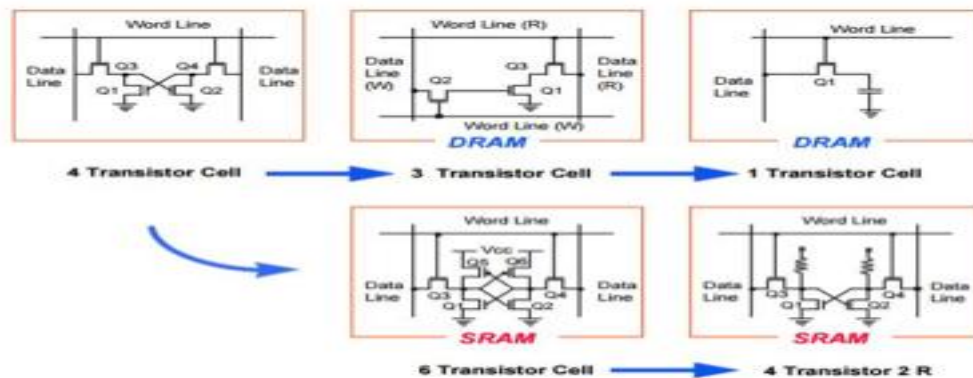 Word Line
Data
Line
Q3
Q4
Q1
Q2
Word Line (R)
Data
Line
(W)
Q2
Q3
Q1
Data
Line
(R)
Word Line (W)
DRAM
Word Line
Data
Line
Q1
DRAM
4 Transistor Cell
3 Transistor Cell
1 Transistor Cell
Word Line
Vcc
Q5
Q6
Data
Line
Q3
Q4
Q1
Q2
Data
Line
SRAM
Word Line
Data
Line
Q3
Q4
Q1
Q2
Data
Line
SRAM
6 Transistor Cell
4 Transistor 2 R